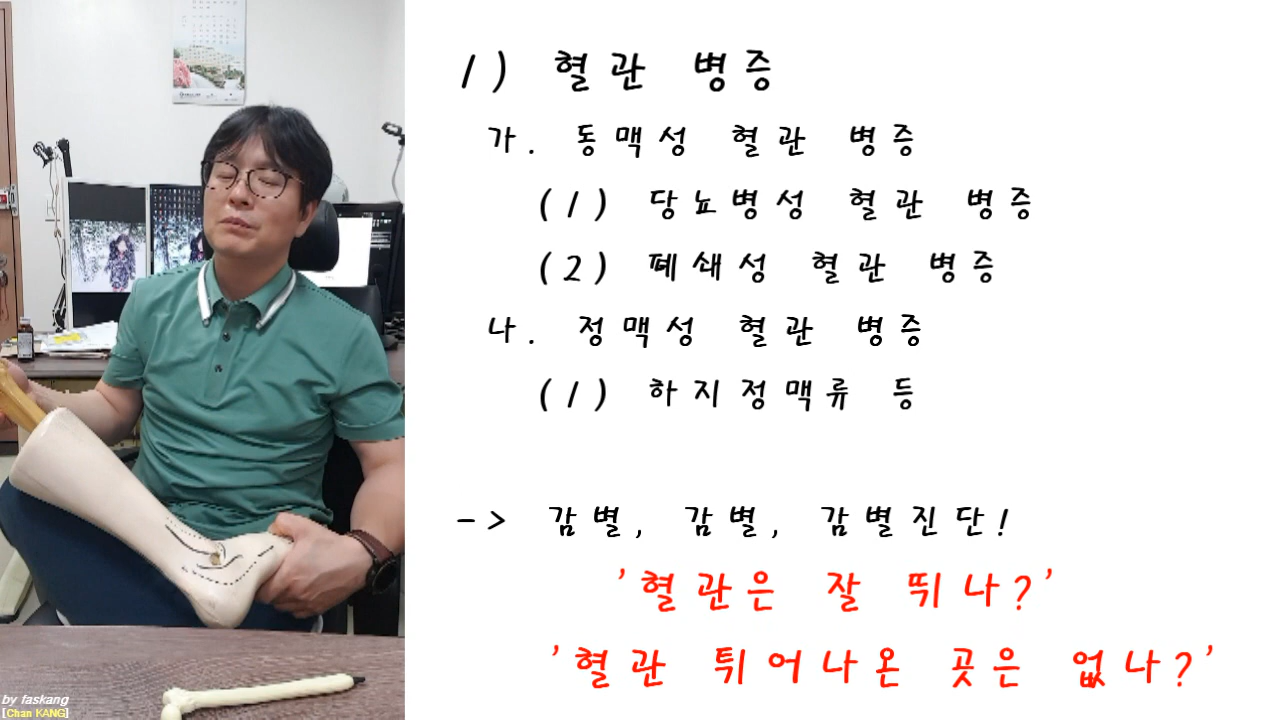 1) 혈관 병증
가. 동맥성 혈관 병증
(1) 당뇨병성 혈관 병증
(2) 폐쇄성 혈관 병증
나. 정맥성 혈관 병증
(1) 하지정맥류 등
-> 감별, 감별, 감별진단!
'혈관은 잘 뛰나?'
'혈관 튀어나온 곳은 없나?'
by faskang
[Chan KANG]